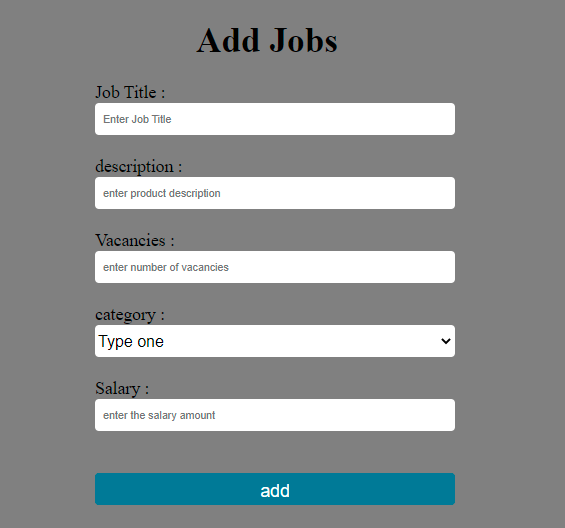 Add Jobs
Job Title :
Enter Job Title
description :
enter product description
Vacancies :
enter number of vacancies
category :
Type one
Salary :
enter the salary amount
add